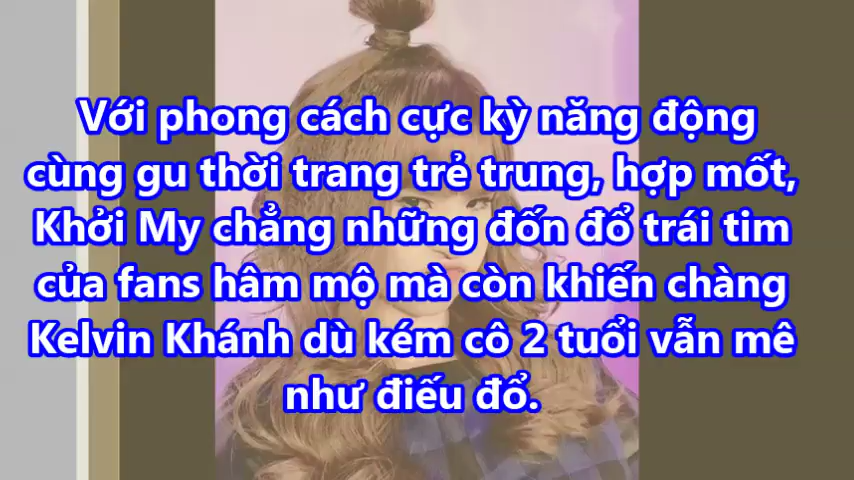 Với phong cách cực kỳ năng động
cùng gu thời trang trẻ trung, hợp mốt,
Khởi My chẳng những đốn đổ trái tim
của fans hâm mộ mà còn khiến chàng
Kelvin Khánh dù kém cô 2 tuổi vẫn mê
như điếu đổ.